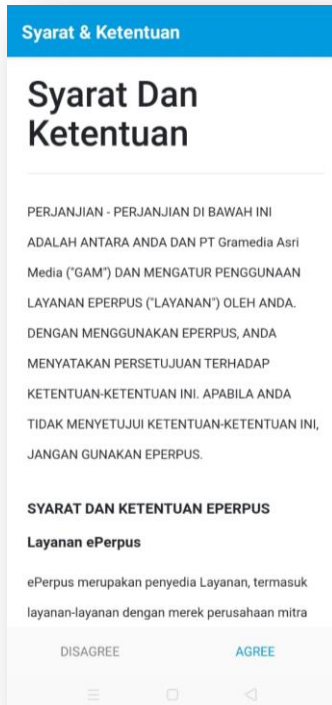 Syarat & Ketentuan
Syarat Dan
Ketentuan
PERJANJIAN - PERJANJIAN DI BAWAH INI
ADALAH ANTARA ANDA DAN PT Gramedia Asri
Media ("GAM") DAN MENGATUR PENGGUNAAN
LAYANAN EPERPUS ("LAYANAN") OLEH ANDA.
DENGAN MENGGUNAKAN EPERPUS, ANDA
MENYATAKAN PERSETUJUAN TERHADAP
KETENTUAN-KETENTUAN INI. APABILA ANDA
TIDAK MENYETUJUI KETENTUAN-KETENTUAN INI,
JANGAN GUNAKAN EPERPUS.
SYARAT DAN KETENTUAN EPERPUS
Layanan ePerpus
ePerpus merupakan penyedia Layanan, termasuk
layanan-layanan dengan merek perusahaan mitra
DISAGREE AGREE